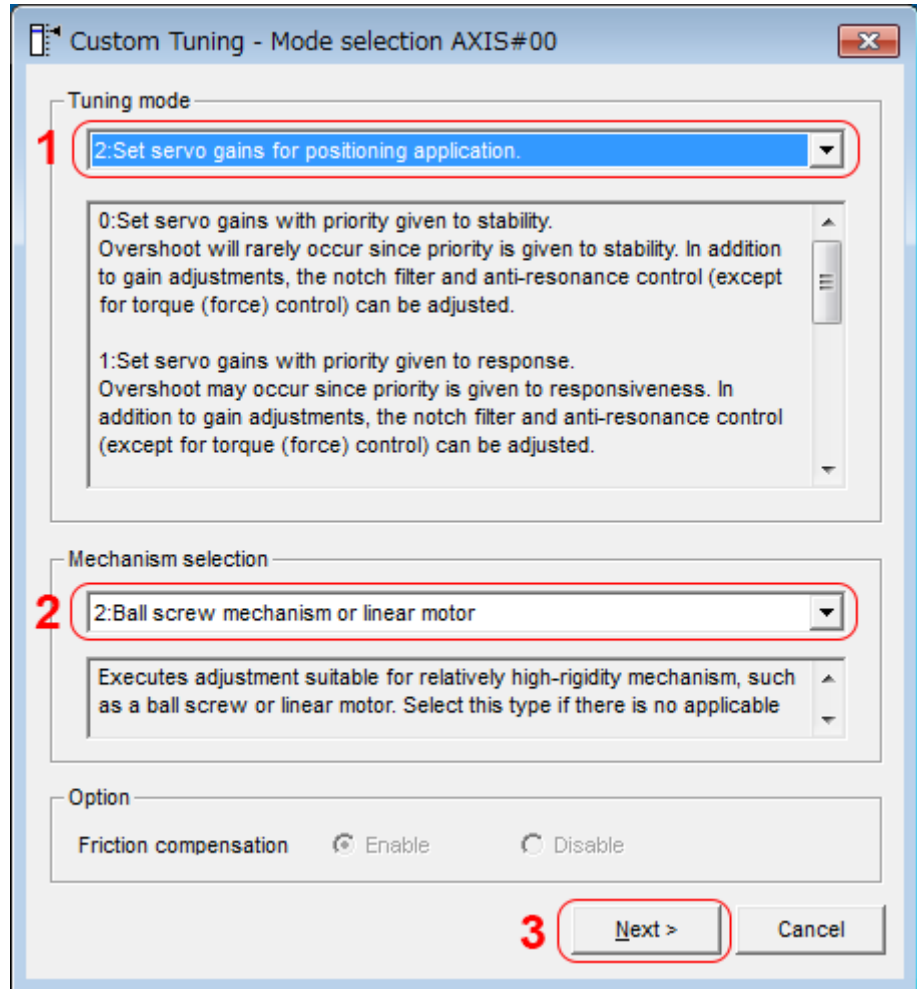 Custom Tuning - Mode selection AXIS#00
Tuning mode
1
2:Set servo gains for positioning application.
0:Set servo gains with priority given to stability.
Overshoot will rarely occur since priority is given to stability. In addition
to gain adjustments, the notch filter and anti-resonance control (except
for torque (force) control) can be adjusted.
1:Set servo gains with priority given to response.
Overshoot may occur since priority is given to responsiveness. In
addition to gain adjustments, the notch filter and anti-resonance control
(except for torque (force) control) can be adjusted.
Mechanism selection
2
2:Ball screw mechanism or linear motor
Executes adjustment suitable for relatively high-rigidity mechanism, such
as a ball screw or linear motor. Select this type if there is no applicable
Option
Friction compensation Enable Disable
3 Next > Cancel